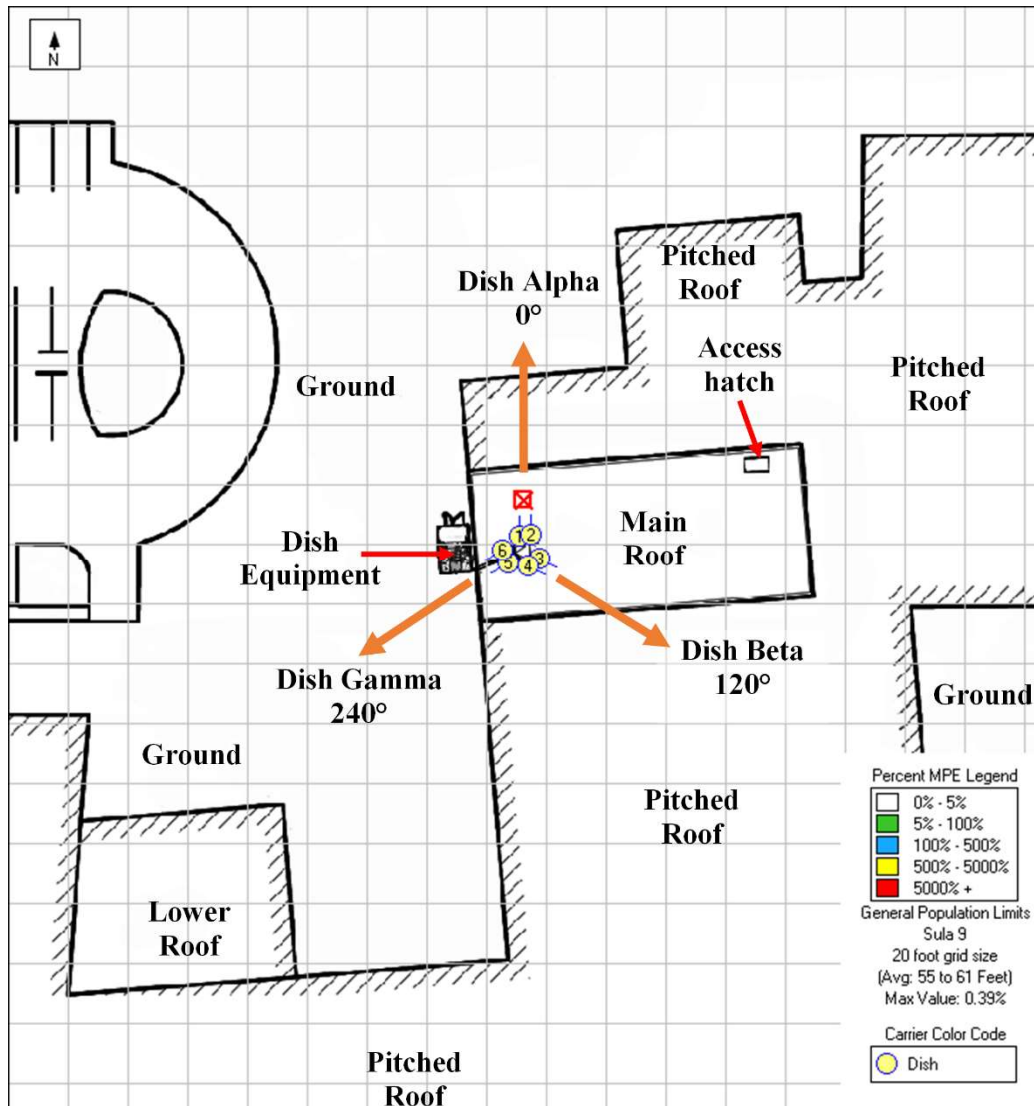 N
Dish Alpha
0°
Pitched
Roof
Access
hatch
Pitched
Roof
Ground
Main
Roof
Dish
Equipment
1
2
3
4
5
6
Dish Gamma
240°
Dish Beta
120°
Ground
Ground
Pitched
Roof
Lower
Roof
Pitched
Roof
Percent MPE Legend
0% - 5%
5% - 100%
100% - 500%
500% - 5000%
5000% +
General Population Limits
Sula 9
20 foot grid size
(Avg: 55 to 61 Feet)
Max Value: 0.39%
Carrier Color Code
Dish